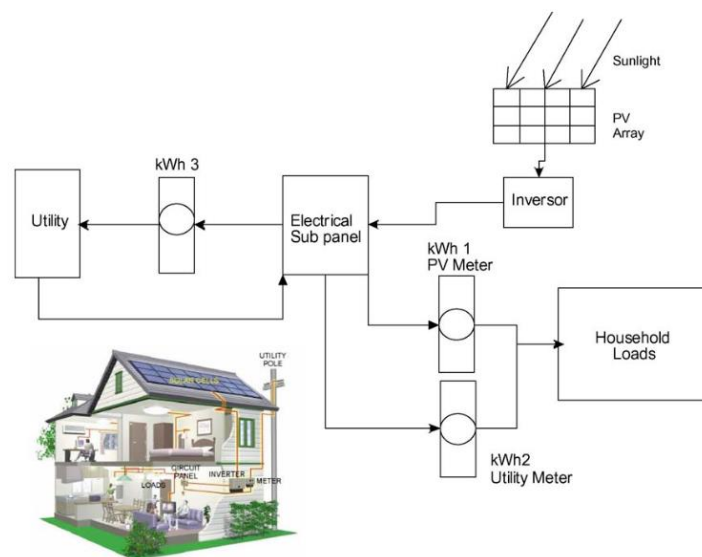 Sunlight
PV
Array
kWh 3
Utility
Electrical
Sub panel
Inversor
kWh 1
PV Meter
Household
Loads
kWh2
Utility Meter
UTILITY
POLE
SOLAR CELLS
CIRCUIT
PANEL
INVERTER
LOADS
METER